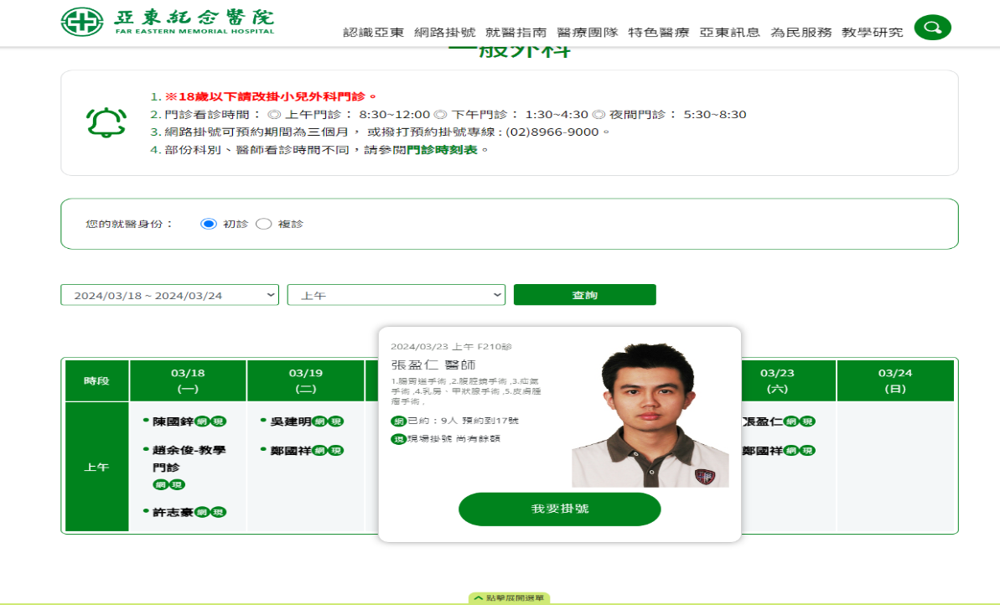 亞東紀念醫院
FAR EASTERN MEMORIAL HOSPITAL
認識亞東 網路掛號 就醫指南 醫療團隊 特色醫療 亞東訊息 為民服務 教學研究
一般外科
1. ※18歲以下請改掛小兒外科門診。
2. 門診看診時間： ◎ 上午門診： 8:30~12:00 ◎ 下午門診： 1:30~4:30 ◎ 夜間門診： 5:30~8:30
3. 網路掛號可預約期間為三個月， 或撥打預約掛號專線 : (02)8966-9000。
4. 部份科別、醫師看診時間不同，請參閱門診時刻表。
您的就醫身份： 初診 複診
2024/03/18 ~ 2024/03/24 上午 查詢
2024/03/23 上午 F210診
張盈仁 醫師
1.腸胃道手術 ,2.腹腔鏡手術 ,3.疝氣
手術 ,4.乳房、甲狀腺手術 ,5.皮膚腫
瘤手術 ,
網已約：9人 預約到17號
現現場掛號 尚有餘額
我要掛號
時段 03/18 03/19 03/23 03/24
(一) (二) (六) (日)
上午
• 陳國鋅網現
• 趙余俊-教學
門診
網現
• 許志豪網現
• 吳建明網現
• 鄭國祥網現
張盈仁網現
鄭國祥網現
點擊展開選單